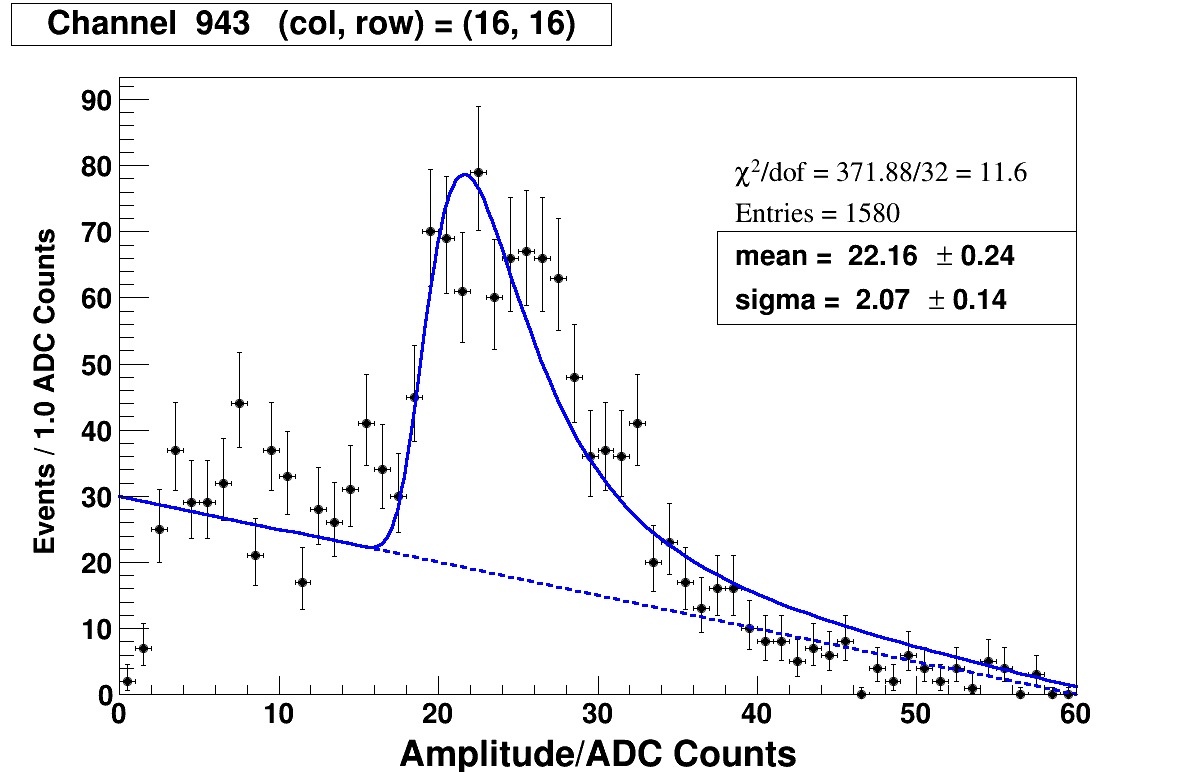 Channel 943 (col, row) = (16, 16)
90
80
70
60
50
40
30
20
10
0
Events / 1.0 ADC Counts
χ²/dof = 371.88/32 = 11.6
Entries = 1580
mean = 22.16 ± 0.24
sigma = 2.07 ± 0.14
0 10 20 30 40 50 60
Amplitude/ADC Counts